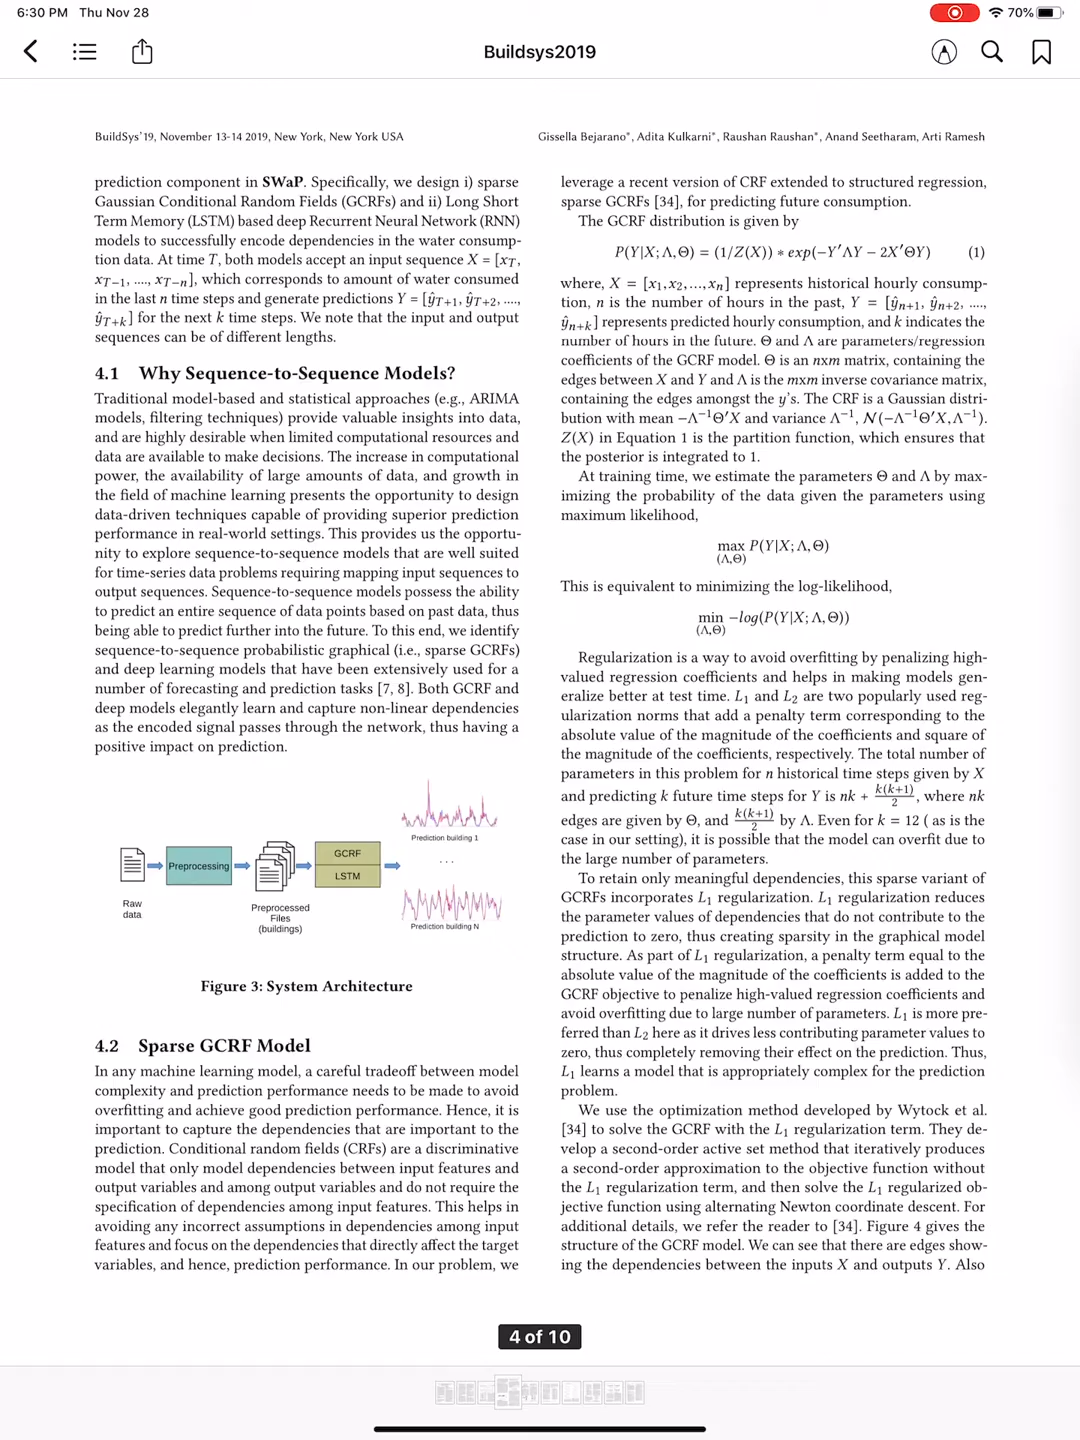 6:30 PM Thu Nov 28
70%
Buildsys2019
BuildSys'19, November 13-14 2019, New York, New York USA
Gissella Bejarano*, Adita Kulkarni*, Raushan Raushan*, Anand Seetharam, Arti Ramesh
prediction component in SWaP. Specifically, we design i) sparse
Gaussian Conditional Random Fields (GCRFs) and ii) Long Short
Term Memory (LSTM) based deep Recurrent Neural Network (RNN)
models to successfully encode dependencies in the water consump-
tion data. At time T, both models accept an input sequence X = [x_T,
x_{T−1}, ...., x_{T−n}], which corresponds to amount of water consumed
in the last n time steps and generate predictions Y = [ŷ_{T+1}, ŷ_{T+2}, ....,
ŷ_{T+k}] for the next k time steps. We note that the input and output
sequences can be of different lengths.
4.1 Why Sequence-to-Sequence Models?
Traditional model-based and statistical approaches (e.g., ARIMA
models, filtering techniques) provide valuable insights into data,
and are highly desirable when limited computational resources and
data are available to make decisions. The increase in computational
power, the availability of large amounts of data, and growth in
the field of machine learning presents the opportunity to design
data-driven techniques capable of providing superior prediction
performance in real-world settings. This provides us the opportu-
nity to explore sequence-to-sequence models that are well suited
for time-series data problems requiring mapping input sequences to
output sequences. Sequence-to-sequence models possess the ability
to predict an entire sequence of data points based on past data, thus
being able to predict further into the future. To this end, we identify
sequence-to-sequence probabilistic graphical (i.e., sparse GCRFs)
and deep learning models that have been extensively used for a
number of forecasting and prediction tasks [7, 8]. Both GCRF and
deep models elegantly learn and capture non-linear dependencies
as the encoded signal passes through the network, thus having a
positive impact on prediction.
Raw
data
Preprocessing
Preprocessed
Files
(buildings)
GCRF
LSTM
Prediction building 1
. . .
Prediction building N
Figure 3: System Architecture
4.2 Sparse GCRF Model
In any machine learning model, a careful tradeoff between model
complexity and prediction performance needs to be made to avoid
overfitting and achieve good prediction performance. Hence, it is
important to capture the dependencies that are important to the
prediction. Conditional random fields (CRFs) are a discriminative
model that only model dependencies between input features and
output variables and among output variables and do not require the
specification of dependencies among input features. This helps in
avoiding any incorrect assumptions in dependencies among input
features and focus on the dependencies that directly affect the target
variables, and hence, prediction performance. In our problem, we
leverage a recent version of CRF extended to structured regression,
sparse GCRFs [34], for predicting future consumption.
The GCRF distribution is given by
P(Y|X; Λ, Θ) = (1/Z(X)) ∗ exp(−Y′ΛY − 2X′ΘY) (1)
where, X = [x₁, x₂, ..., xₙ] represents historical hourly consump-
tion, n is the number of hours in the past, Y = [ŷ_{n+1}, ŷ_{n+2}, ....,
ŷ_{n+k}] represents predicted hourly consumption, and k indicates the
number of hours in the future. Θ and Λ are parameters/regression
coefficients of the GCRF model. Θ is an nxm matrix, containing the
edges between X and Y and Λ is the mxm inverse covariance matrix,
containing the edges amongst the y's. The CRF is a Gaussian distri-
bution with mean −Λ⁻¹Θ′X and variance Λ⁻¹, N(−Λ⁻¹Θ′X, Λ⁻¹).
Z(X) in Equation 1 is the partition function, which ensures that
the posterior is integrated to 1.
At training time, we estimate the parameters Θ and Λ by max-
imizing the probability of the data given the parameters using
maximum likelihood,
max P(Y|X; Λ, Θ)
(Λ,Θ)
This is equivalent to minimizing the log-likelihood,
min −log(P(Y|X; Λ, Θ))
(Λ,Θ)
Regularization is a way to avoid overfitting by penalizing high-
valued regression coefficients and helps in making models gen-
eralize better at test time. L₁ and L₂ are two popularly used reg-
ularization norms that add a penalty term corresponding to the
absolute value of the magnitude of the coefficients and square of
the magnitude of the coefficients, respectively. The total number of
parameters in this problem for n historical time steps given by X
and predicting k future time steps for Y is nk + k(k+1)/2, where nk
edges are given by Θ, and k(k+1)/2 by Λ. Even for k = 12 ( as is the
case in our setting), it is possible that the model can overfit due to
the large number of parameters.
To retain only meaningful dependencies, this sparse variant of
GCRFs incorporates L₁ regularization. L₁ regularization reduces
the parameter values of dependencies that do not contribute to the
prediction to zero, thus creating sparsity in the graphical model
structure. As part of L₁ regularization, a penalty term equal to the
absolute value of the magnitude of the coefficients is added to the
GCRF objective to penalize high-valued regression coefficients and
avoid overfitting due to large number of parameters. L₁ is more pre-
ferred than L₂ here as it drives less contributing parameter values to
zero, thus completely removing their effect on the prediction. Thus,
L₁ learns a model that is appropriately complex for the prediction
problem.
We use the optimization method developed by Wytock et al.
[34] to solve the GCRF with the L₁ regularization term. They de-
velop a second-order active set method that iteratively produces
a second-order approximation to the objective function without
the L₁ regularization term, and then solve the L₁ regularized ob-
jective function using alternating Newton coordinate descent. For
additional details, we refer the reader to [34]. Figure 4 gives the
structure of the GCRF model. We can see that there are edges show-
ing the dependencies between the inputs X and outputs Y. Also
4 of 10